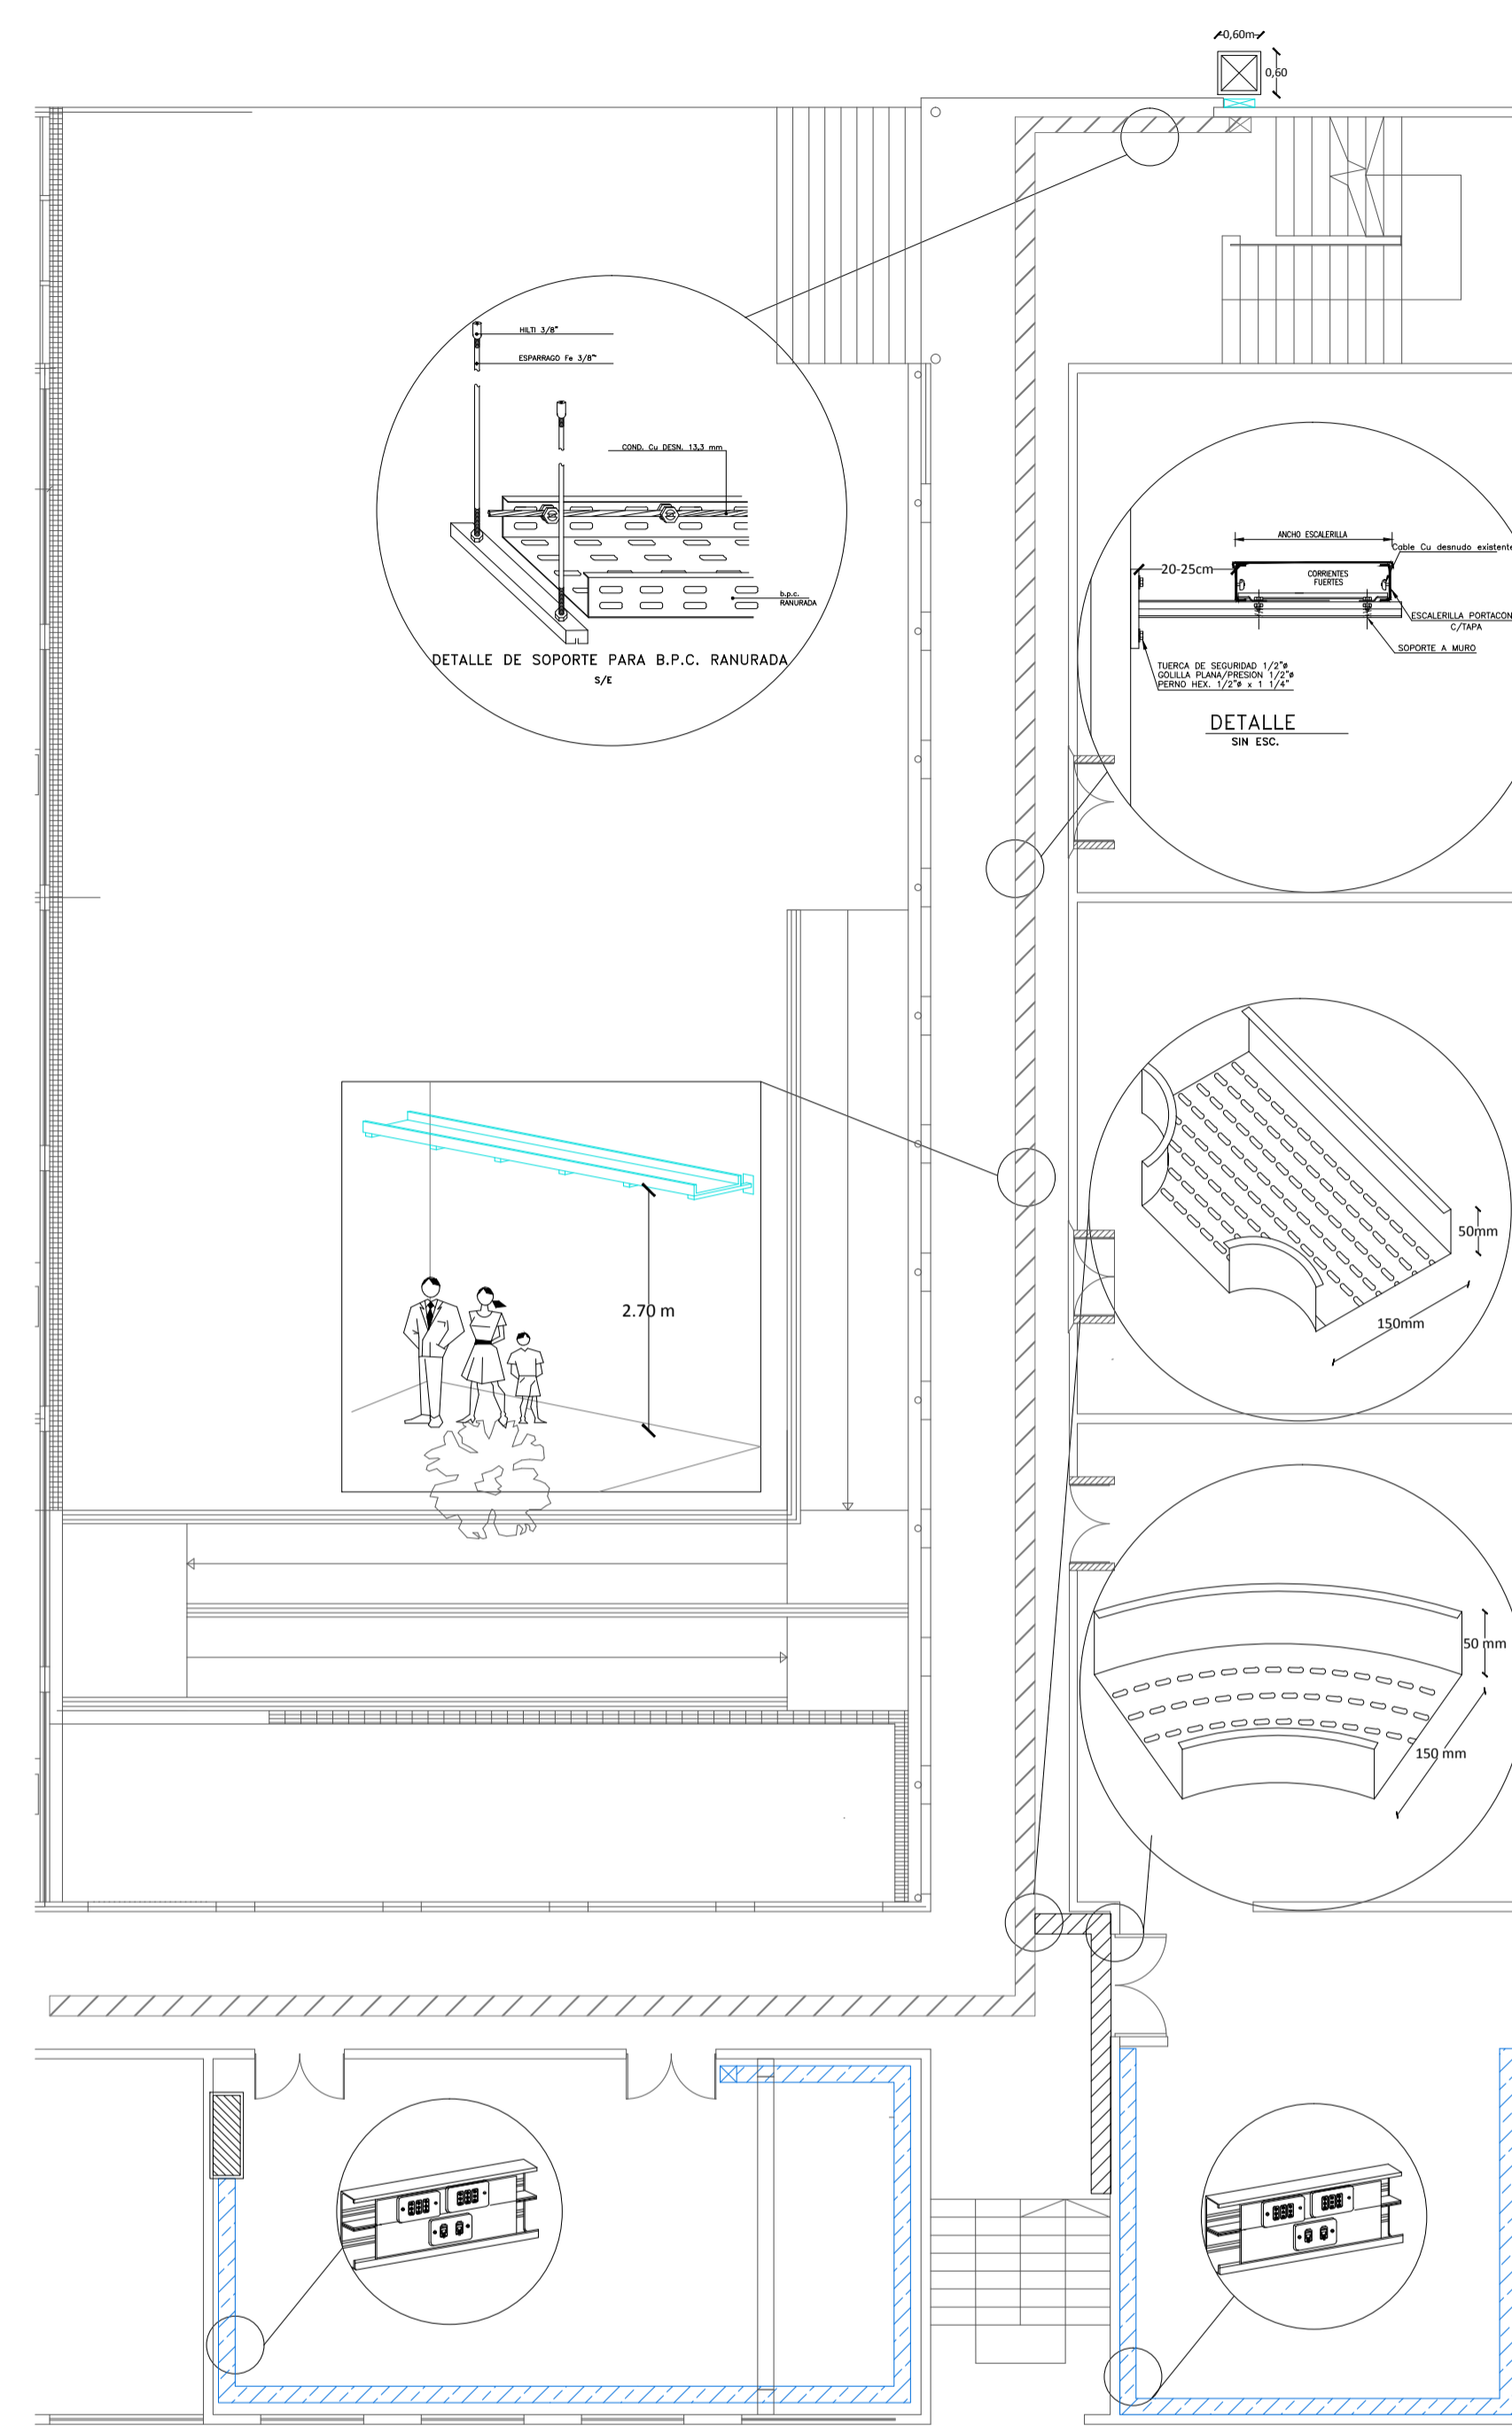 0,60m
0,60
HILTI 3/8"
ESPARRAGO Fe 3/8"
COND. Cu DESN. 13,3 mm
b.p.c.
RANURADA
DETALLE DE SOPORTE PARA B.P.C. RANURADA
S/E
ANCHO ESCALERILLA
Cable Cu desnudo existente
20-25cm
CORRIENTES
FUERTES
ESCALERILLA PORTACON
C/TAPA
SOPORTE A MURO
TUERCA DE SEGURIDAD 1/2"ø
GOLILLA PLANA/PRESION 1/2"ø
PERNO HEX. 1/2"ø x 1 1/4"
DETALLE
SIN ESC.
50mm
150mm
2.70 m
50 mm
150 mm